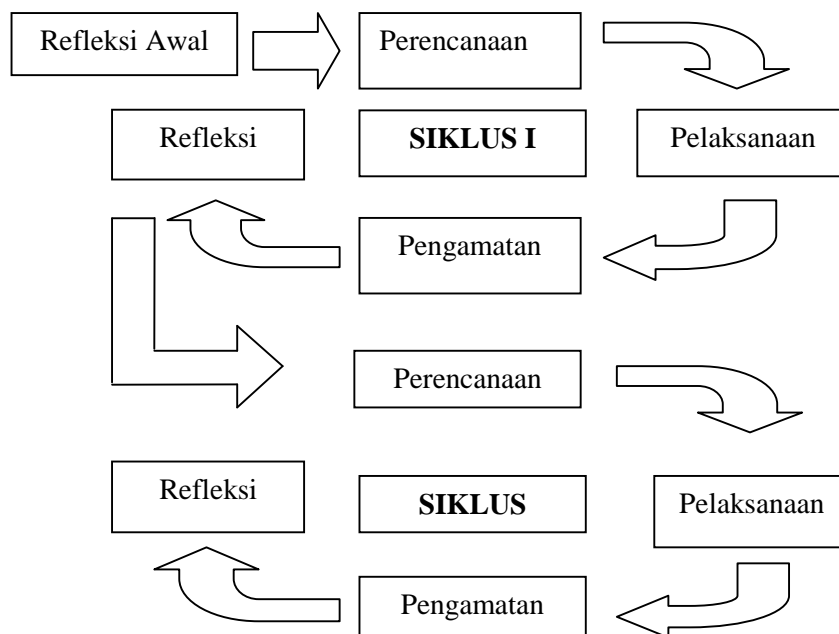 Refleksi Awal
Perencanaan
Refleksi
SIKLUS I
Pelaksanaan
Pengamatan
Perencanaan
Refleksi
SIKLUS
Pelaksanaan
Pengamatan